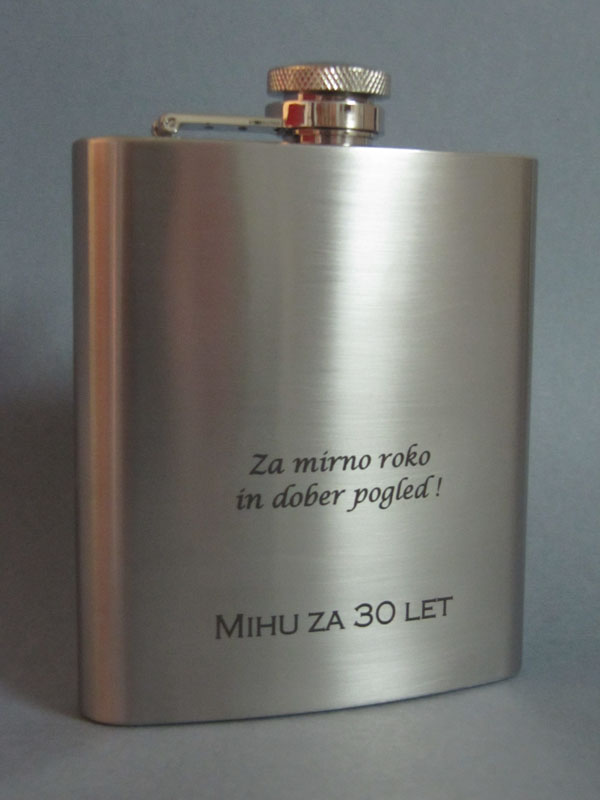 Za mirno roko
in dober pogled!
MIHU ZA 30 LET